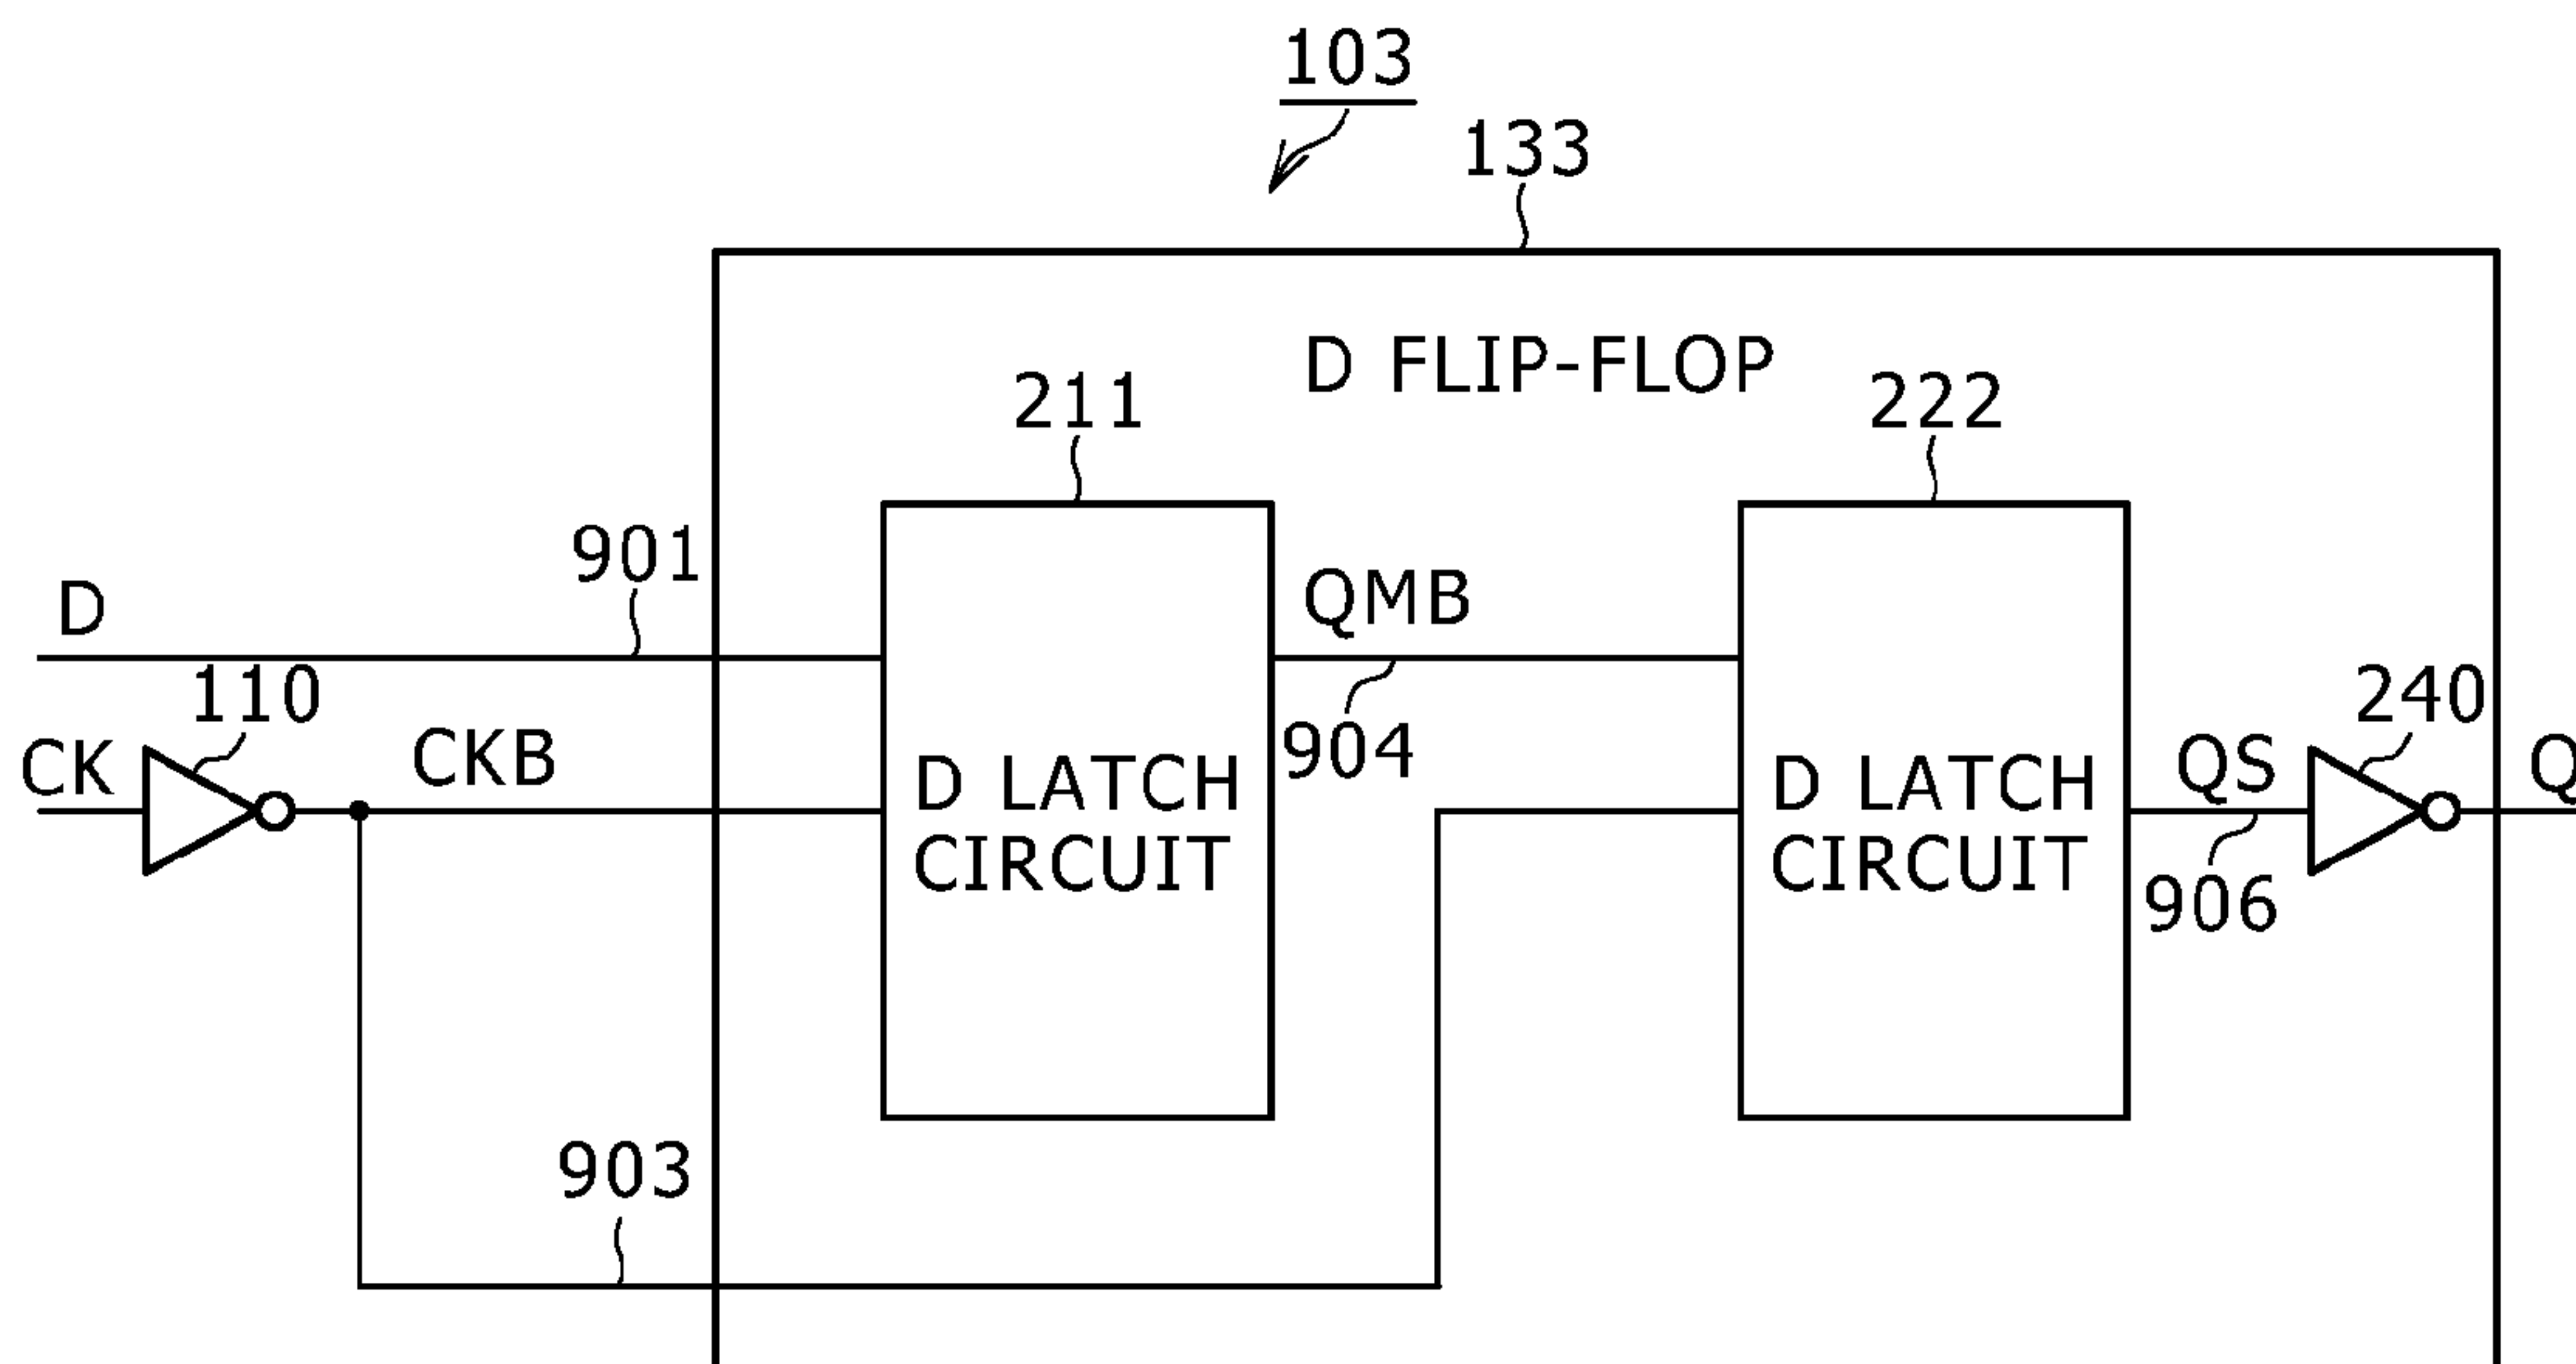 103
133
D FLIP-FLOP
211
222
901
D
QMB
110
240
904
CK
CKB
QS
Q
D LATCH
CIRCUIT
D LATCH
CIRCUIT
906
903